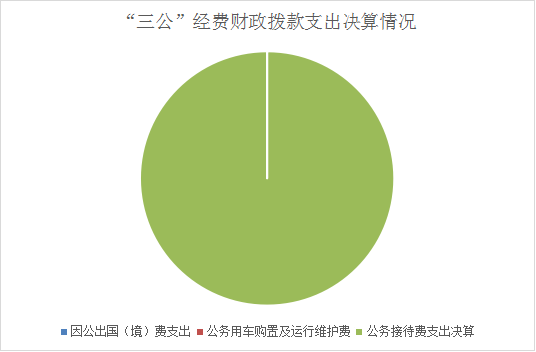 “三公”经费财政拨款支出决算情况
因公出国（境）费支出 公务用车购置及运行维护费 公务接待费支出决算